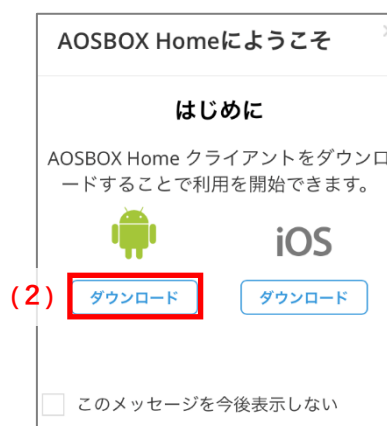 AOSBOX Homeにようこそ
はじめに
AOSBOX Home クライアントをダウンロ
ードすることで利用を開始できます。
iOS
(2) ダウンロード ダウンロード
このメッセージを今後表示しない